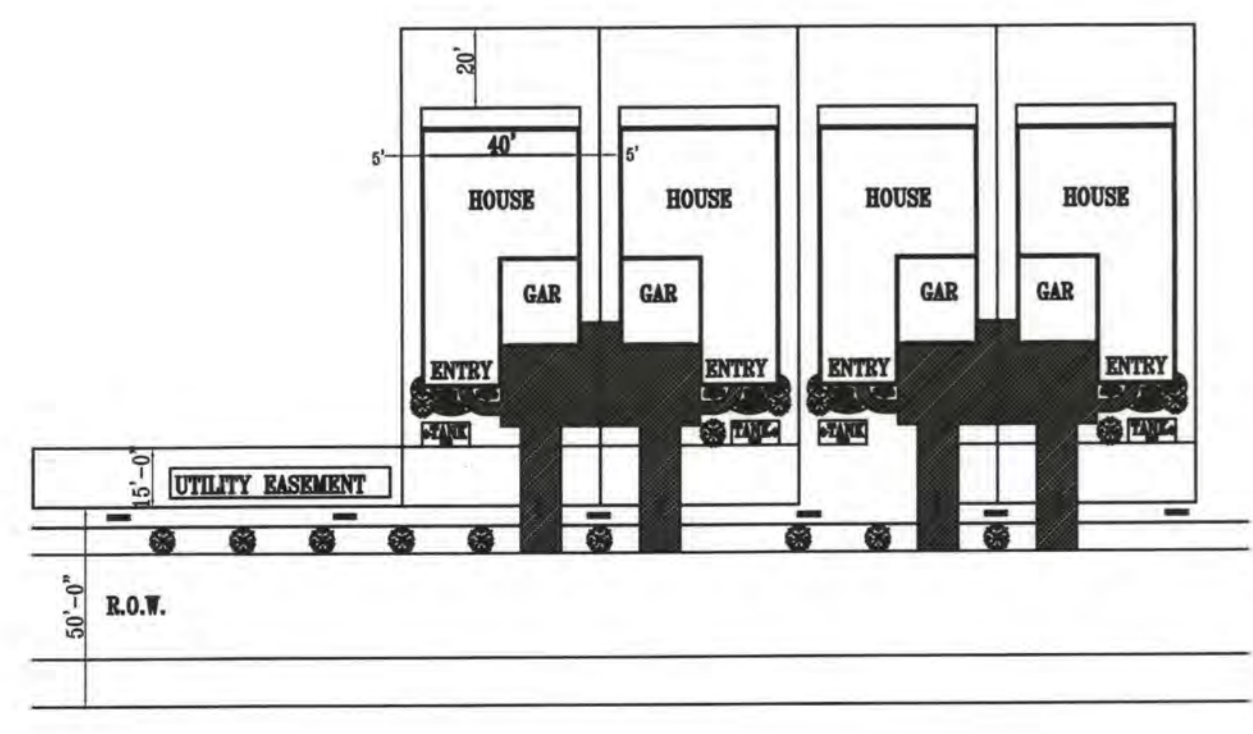 20'
5'
40'
5'
HOUSE
HOUSE
HOUSE
HOUSE
GAR
GAR
GAR
GAR
ENTRY
ENTRY
ENTRY
ENTRY
TANK
TANK
TANK
TANK
15'-0"
UTILITY EASEMENT
50'-0"
R.O.W.